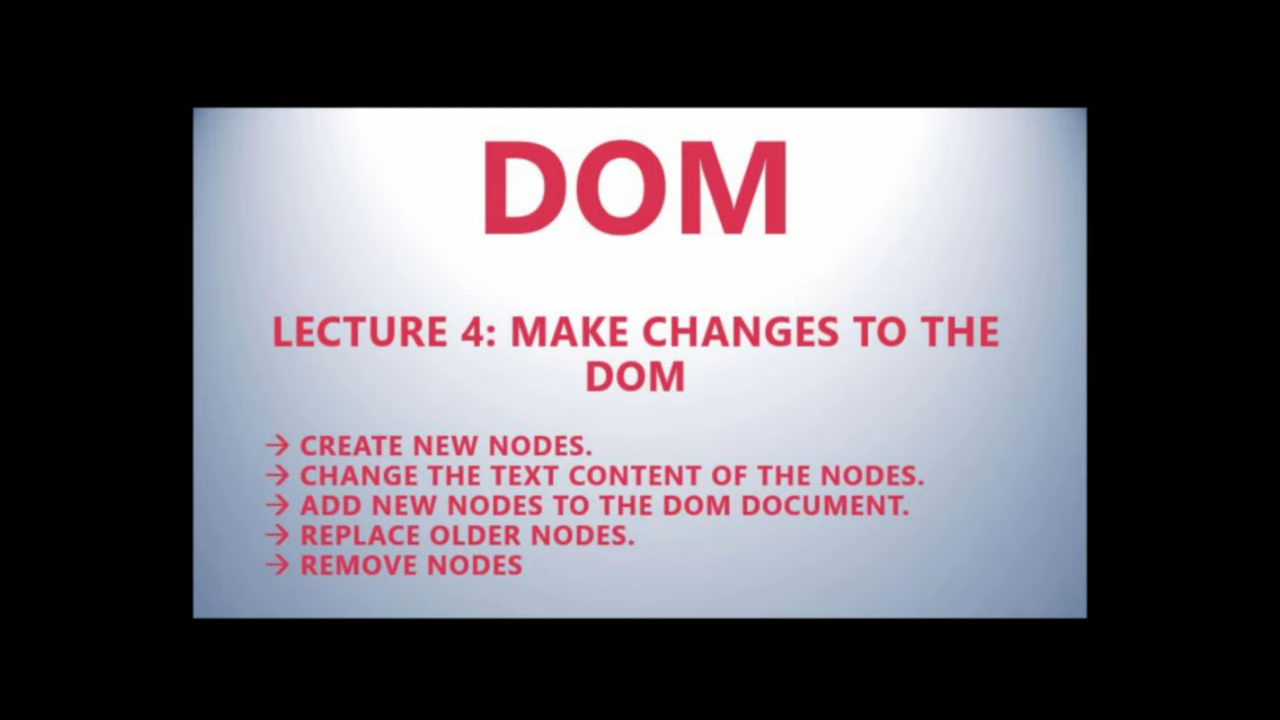 DOM
LECTURE 4: MAKE CHANGES TO THE
DOM
→ CREATE NEW NODES.
→ CHANGE THE TEXT CONTENT OF THE NODES.
→ ADD NEW NODES TO THE DOM DOCUMENT.
→ REPLACE OLDER NODES.
→ REMOVE NODES